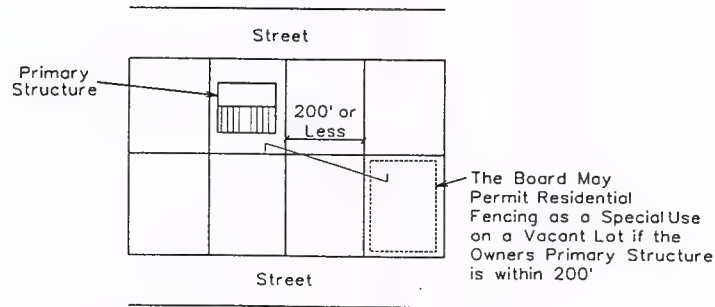 Street
Primary
Structure
200' or
Less
The Board May
Permit Residential
Fencing as a Special Use
on a Vacant Lot if the
Owners Primary Structure
is within 200'
Street